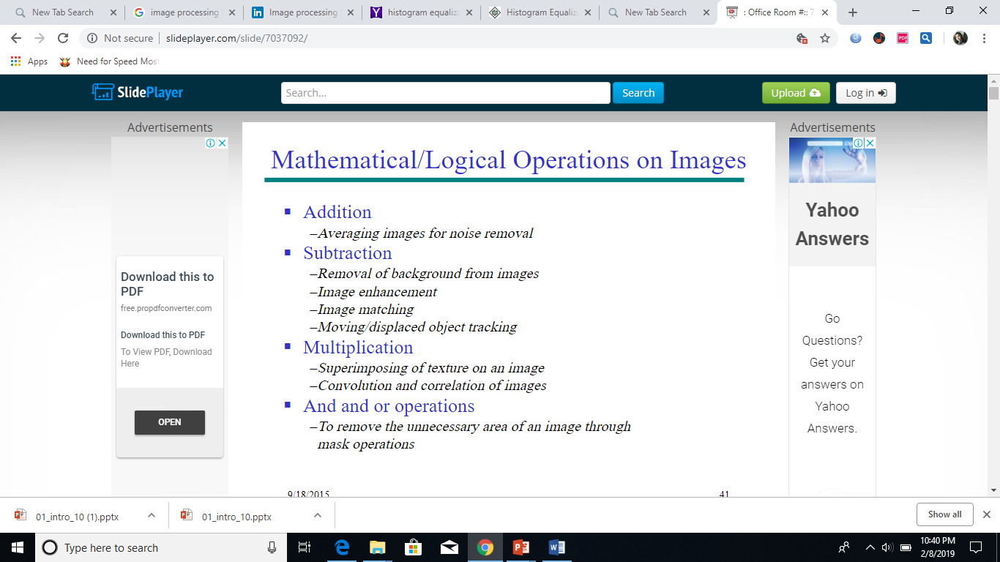 New Tab Search
image processing
Image processing
histogram equaliz
Histogram Equaliz
New Tab Search
: Office Room #:: 7
Not secure
slideplayer.com/slide/7037092/
PDF
Apps
Need for Speed Most
SlidePlayer
Search...
Search
Upload
Log in
Advertisements
Download this to
PDF
free.propdfconverter.com
Download this to PDF
To View PDF, Download
Here
OPEN
Mathematical/Logical Operations on Images
▪ Addition
–Averaging images for noise removal
▪ Subtraction
–Removal of background from images
–Image enhancement
–Image matching
–Moving/displaced object tracking
▪ Multiplication
–Superimposing of texture on an image
–Convolution and correlation of images
▪ And and or operations
–To remove the unnecessary area of an image through
mask operations
9/18/2015
41
Advertisements
Yahoo
Answers
Go
Questions?
Get your
answers on
Yahoo
Answers.
01_intro_10 (1).pptx
01_intro_10.pptx
Show all
Type here to search
10:40 PM
2/8/2019